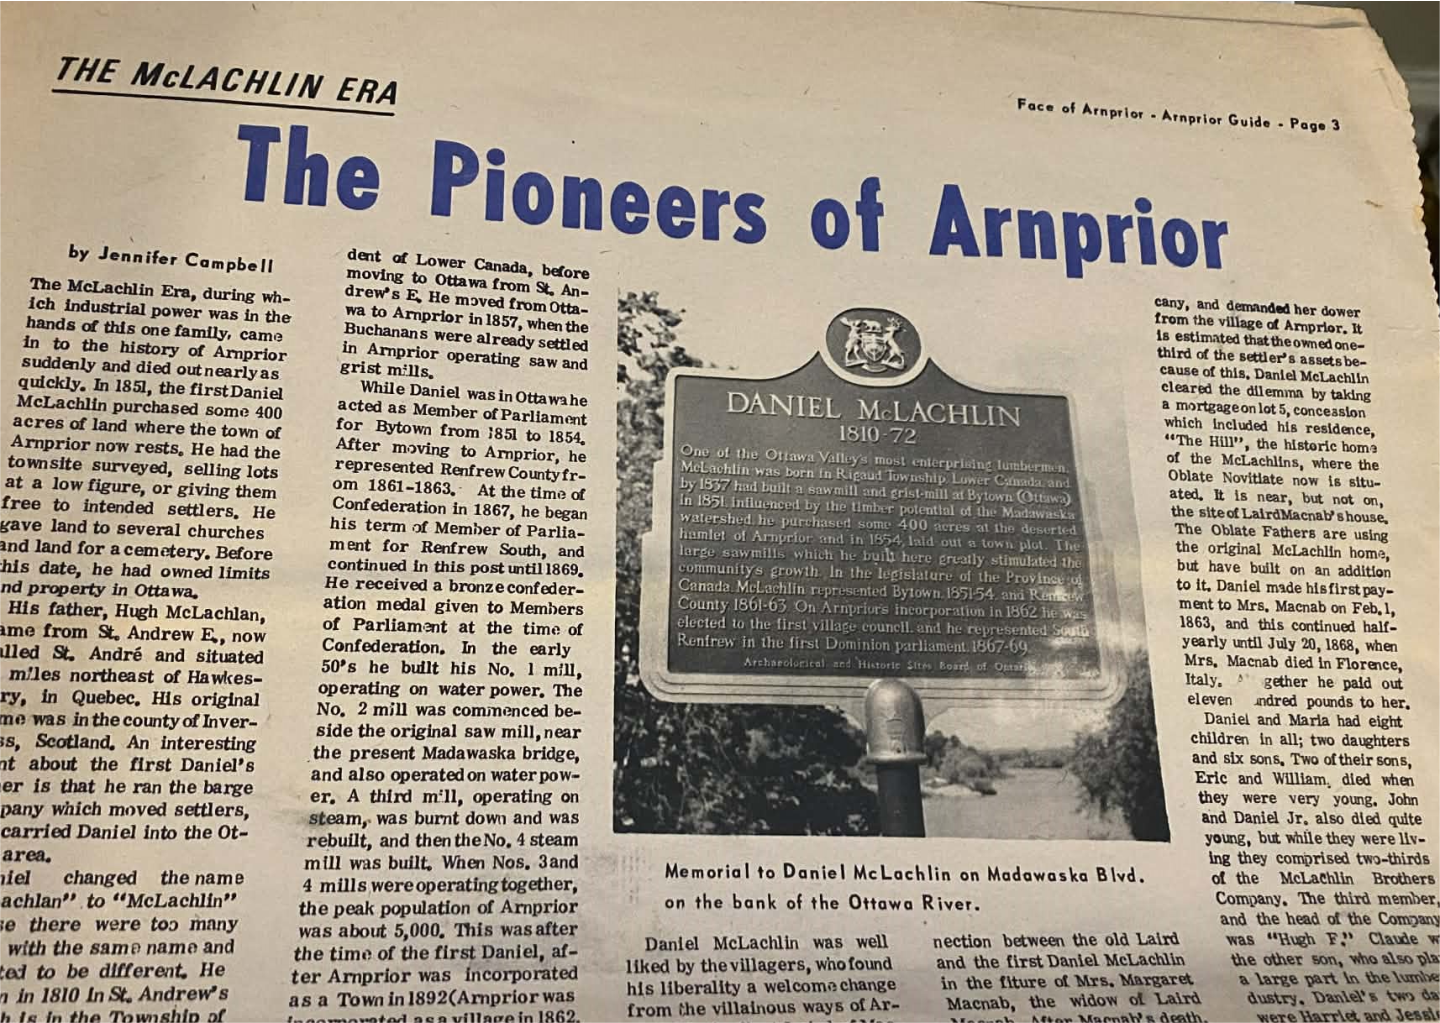 THE McLACHLIN ERA
Face of Arnprior - Arnprior Guide - Page 3
The Pioneers of Arnprior
by Jennifer Campbell
The McLachlin Era, during wh-
ich industrial power was in the
hands of this one family, came
in to the history of Arnprior
suddenly and died out nearly as
quickly. In 1851, the first Daniel
McLachlin purchased some 400
acres of land where the town of
Arnprior now rests. He had the
townsite surveyed, selling lots
at a low figure, or giving them
free to intended settlers. He
gave land to several churches
and land for a cemetery. Before
this date, he had owned limits
nd property in Ottawa.
His father, Hugh McLachlan,
ame from St. Andrew E., now
alled St. André and situated
miles northeast of Hawkes-
ry, in Quebec. His original
me was in the county of Inver-
ss, Scotland. An interesting
nt about the first Daniel's
er is that he ran the barge
pany which moved settlers,
carried Daniel into the Ot-
area.
niel changed the name
achlan" to "McLachlin"
se there were too many
with the same name and
ted to be different. He
n in 1810 in St. Andrew's
h is in the Township of
dent of Lower Canada, before
moving to Ottawa from St. An-
drew's E. He moved from Otta-
wa to Arnprior in 1857, when the
Buchanans were already settled
in Arnprior operating saw and
grist mills.
While Daniel was in Ottawa he
acted as Member of Parliament
for Bytown from 1851 to 1854.
After moving to Arnprior, he
represented Renfrew County fr-
om 1861-1863. At the time of
Confederation in 1867, he began
his term of Member of Parlia-
ment for Renfrew South, and
continued in this post until 1869.
He received a bronze confeder-
ation medal given to Members
of Parliament at the time of
Confederation. In the early
50's he built his No. 1 mill,
operating on water power. The
No. 2 mill was commenced be-
side the original saw mill, near
the present Madawaska bridge,
and also operated on water pow-
er. A third mill, operating on
steam, was burnt down and was
rebuilt, and then the No. 4 steam
mill was built. When Nos. 3 and
4 mills were operating together,
the peak population of Arnprior
was about 5,000. This was after
the time of the first Daniel, af-
ter Arnprior was incorporated
as a Town in 1892 (Arnprior was
incorporated as a village in 1862.
DANIEL McLACHLIN
1810-72
One of the Ottawa Valley's most enterprising lumbermen,
McLachlin was born in Rigaud Township, Lower Canada, and
by 1837 had built a sawmill and grist-mill at Bytown (Ottawa)
In 1851, influenced by the timber potential of the Madawaska
watershed, he purchased some 400 acres at the deserted
hamlet of Arnprior and in 1854, laid out a town plot. The
large sawmills which he built here greatly stimulated the
community's growth. In the legislature of the Province of
Canada, McLachlin represented Bytown, 1851-54, and Renfrew
County 1861-63. On Arnprior's incorporation in 1862 he was
elected to the first village council, and he represented South
Renfrew in the first Dominion parliament, 1867-69.
Archaeological and Historic Sites Board of Ontario
Memorial to Daniel McLachlin on Madawaska Blvd.
on the bank of the Ottawa River.
Daniel McLachlin was well
liked by the villagers, who found
his liberality a welcome change
from the villainous ways of Ar-
nection between the old Laird
and the first Daniel McLachlin
in the fiture of Mrs. Margaret
Macnab, the widow of Laird
Macnab. After Macnab's death,
cany, and demanded her dower
from the village of Arnprior. It
is estimated that the owned one-
third of the settler's assets be-
cause of this. Daniel McLachlin
cleared the dilemma by taking
a mortgage on lot 5, concession
which included his residence,
"The Hill", the historic home
of the McLachlins, where the
Oblate Novitiate now is situ-
ated. It is near, but not on,
the site of Laird Macnab's house.
The Oblate Fathers are using
the original McLachlin home,
but have built on an addition
to it. Daniel made his first pay-
ment to Mrs. Macnab on Feb. 1,
1863, and this continued half-
yearly until July 20, 1868, when
Mrs. Macnab died in Florence,
Italy. gether he paid out
eleven undred pounds to her.
Daniel and Maria had eight
children in all; two daughters
and six sons. Two of their sons,
Eric and William, died when
they were very young. John
and Daniel Jr. also died quite
young, but while they were liv-
ing they comprised two-thirds
of the McLachlin Brothers
Company. The third member,
and the head of the Company
was "Hugh F." Claude w
the other son, who also pla
a large part in the lumbe
dustry. Daniel's two da
were Harriet and Jessie